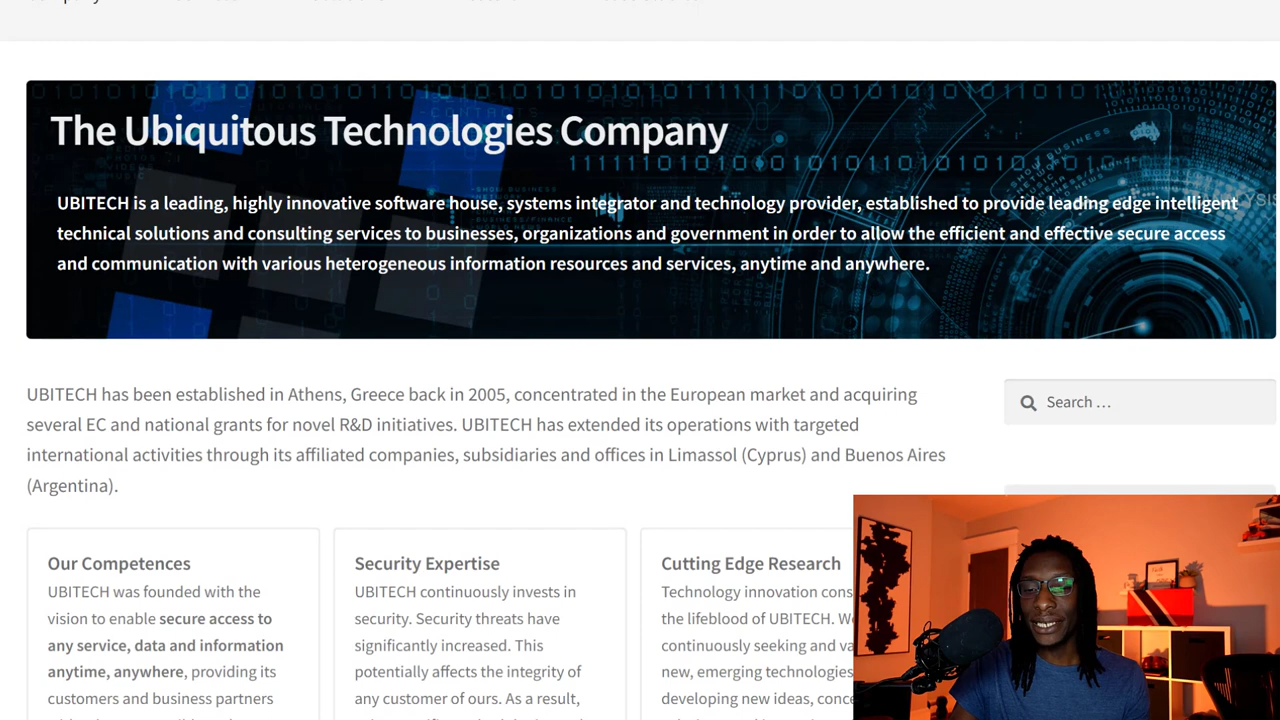 The Ubiquitous Technologies Company
UBITECH is a leading, highly innovative software house, systems integrator and technology provider, established to provide leading edge intelligent
technical solutions and consulting services to businesses, organizations and government in order to allow the efficient and effective secure access
and communication with various heterogeneous information resources and services, anytime and anywhere.
UBITECH has been established in Athens, Greece back in 2005, concentrated in the European market and acquiring
several EC and national grants for novel R&D initiatives. UBITECH has extended its operations with targeted
international activities through its affiliated companies, subsidiaries and offices in Limassol (Cyprus) and Buenos Aires
(Argentina).
Search …
Our Competences
UBITECH was founded with the
vision to enable secure access to
any service, data and information
anytime, anywhere, providing its
customers and business partners
Security Expertise
UBITECH continuously invests in
security. Security threats have
significantly increased. This
potentially affects the integrity of
any customer of ours. As a result,
Cutting Edge Research
Technology innovation cons
the lifeblood of UBITECH. W
continuously seeking and va
new, emerging technologies
developing new ideas, conce